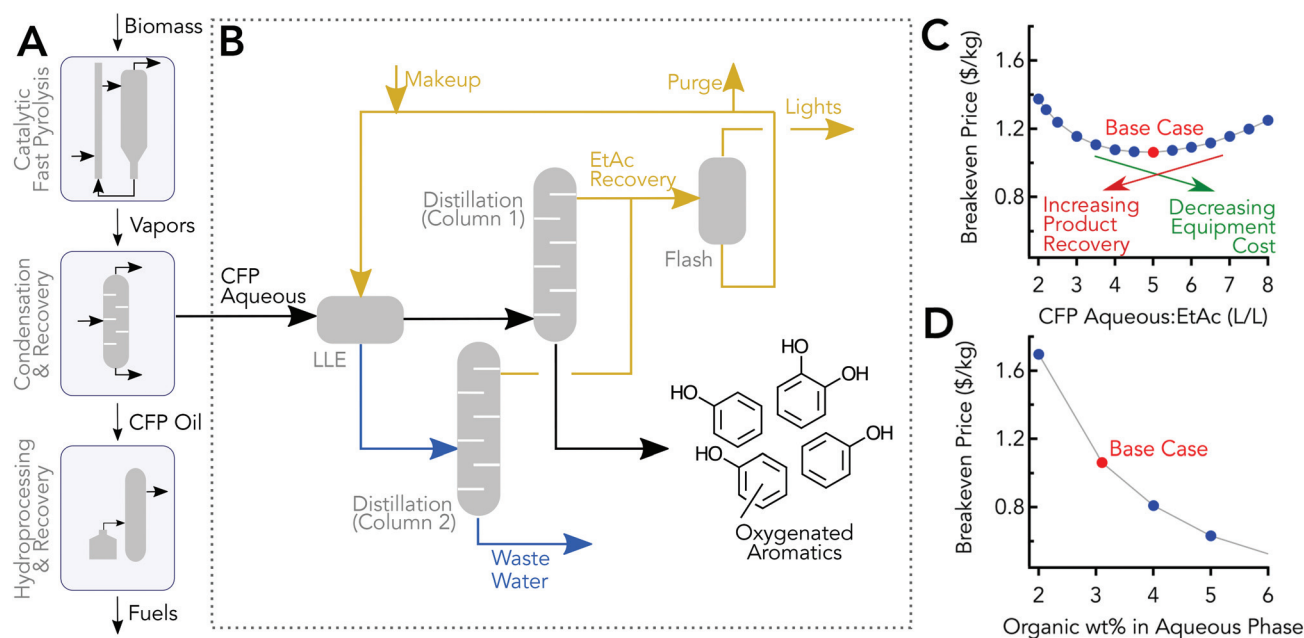 A
Biomass
Catalytic
Fast Pyrolysis
Vapors
Condensation
& Recovery
CFP Oil
Hydroprocessing
& Recovery
Fuels
B
Makeup
Purge
Lights
EtAc
Recovery
Distillation
(Column 1)
Flash
CFP
Aqueous
LLE
Distillation
(Column 2)
Waste
Water
HO
HO
OH
HO
OH
Oxygenated
Aromatics
C
Breakeven Price ($/kg)
1.6
1.2
0.8
Base Case
Increasing
Product
Recovery
Decreasing
Equipment
Cost
2 3 4 5 6 7 8
CFP Aqueous:EtAc (L/L)
D
Breakeven Price ($/kg)
1.6
1.2
0.8
Base Case
2 3 4 5 6
Organic wt% in Aqueous Phase